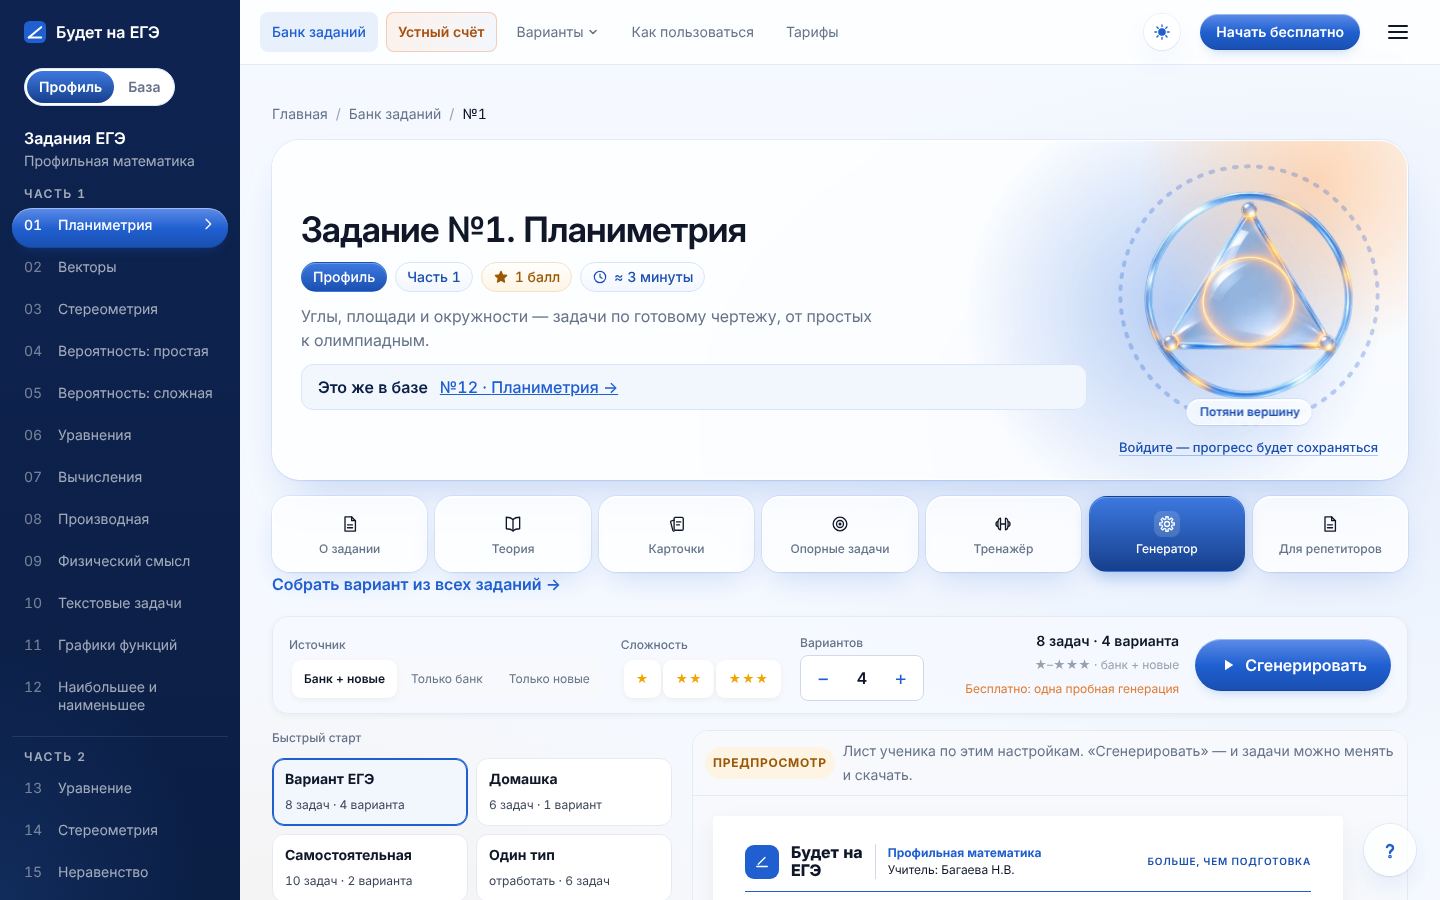 Будет на ЕГЭ
Профиль
База
Задания ЕГЭ
Профильная математика
ЧАСТЬ 1
01 Планиметрия
02 Векторы
03 Стереометрия
04 Вероятность: простая
05 Вероятность: сложная
06 Уравнения
07 Вычисления
08 Производная
09 Физический смысл
10 Текстовые задачи
11 Графики функций
12 Наибольшее и
наименьшее
ЧАСТЬ 2
13 Уравнение
14 Стереометрия
15 Неравенство
Банк заданий
Устный счёт
Варианты
Как пользоваться
Тарифы
Начать бесплатно
Главная / Банк заданий / №1
Задание №1. Планиметрия
Профиль
Часть 1
★ 1 балл
≈ 3 минуты
Углы, площади и окружности — задачи по готовому чертежу, от простых
к олимпиадным.
Это же в базе №12 · Планиметрия →
Потяни вершину
Войдите — прогресс будет сохраняться
О задании
Теория
Карточки
Опорные задачи
Тренажёр
Генератор
Для репетиторов
Собрать вариант из всех заданий →
Источник
Банк + новые
Только банк
Только новые
Сложность
★
★★
★★★
Вариантов
− 4 +
8 задач · 4 варианта
★–★★★ · банк + новые
Бесплатно: одна пробная генерация
Сгенерировать
Быстрый старт
Вариант ЕГЭ
8 задач · 4 варианта
Домашка
6 задач · 1 вариант
Самостоятельная
10 задач · 2 варианта
Один тип
отработать · 6 задач
ПРЕДПРОСМОТР
Лист ученика по этим настройкам. «Сгенерировать» — и задачи можно менять
и скачать.
Будет на
ЕГЭ
Профильная математика
Учитель: Багаева Н.В.
БОЛЬШЕ, ЧЕМ ПОДГОТОВКА
?